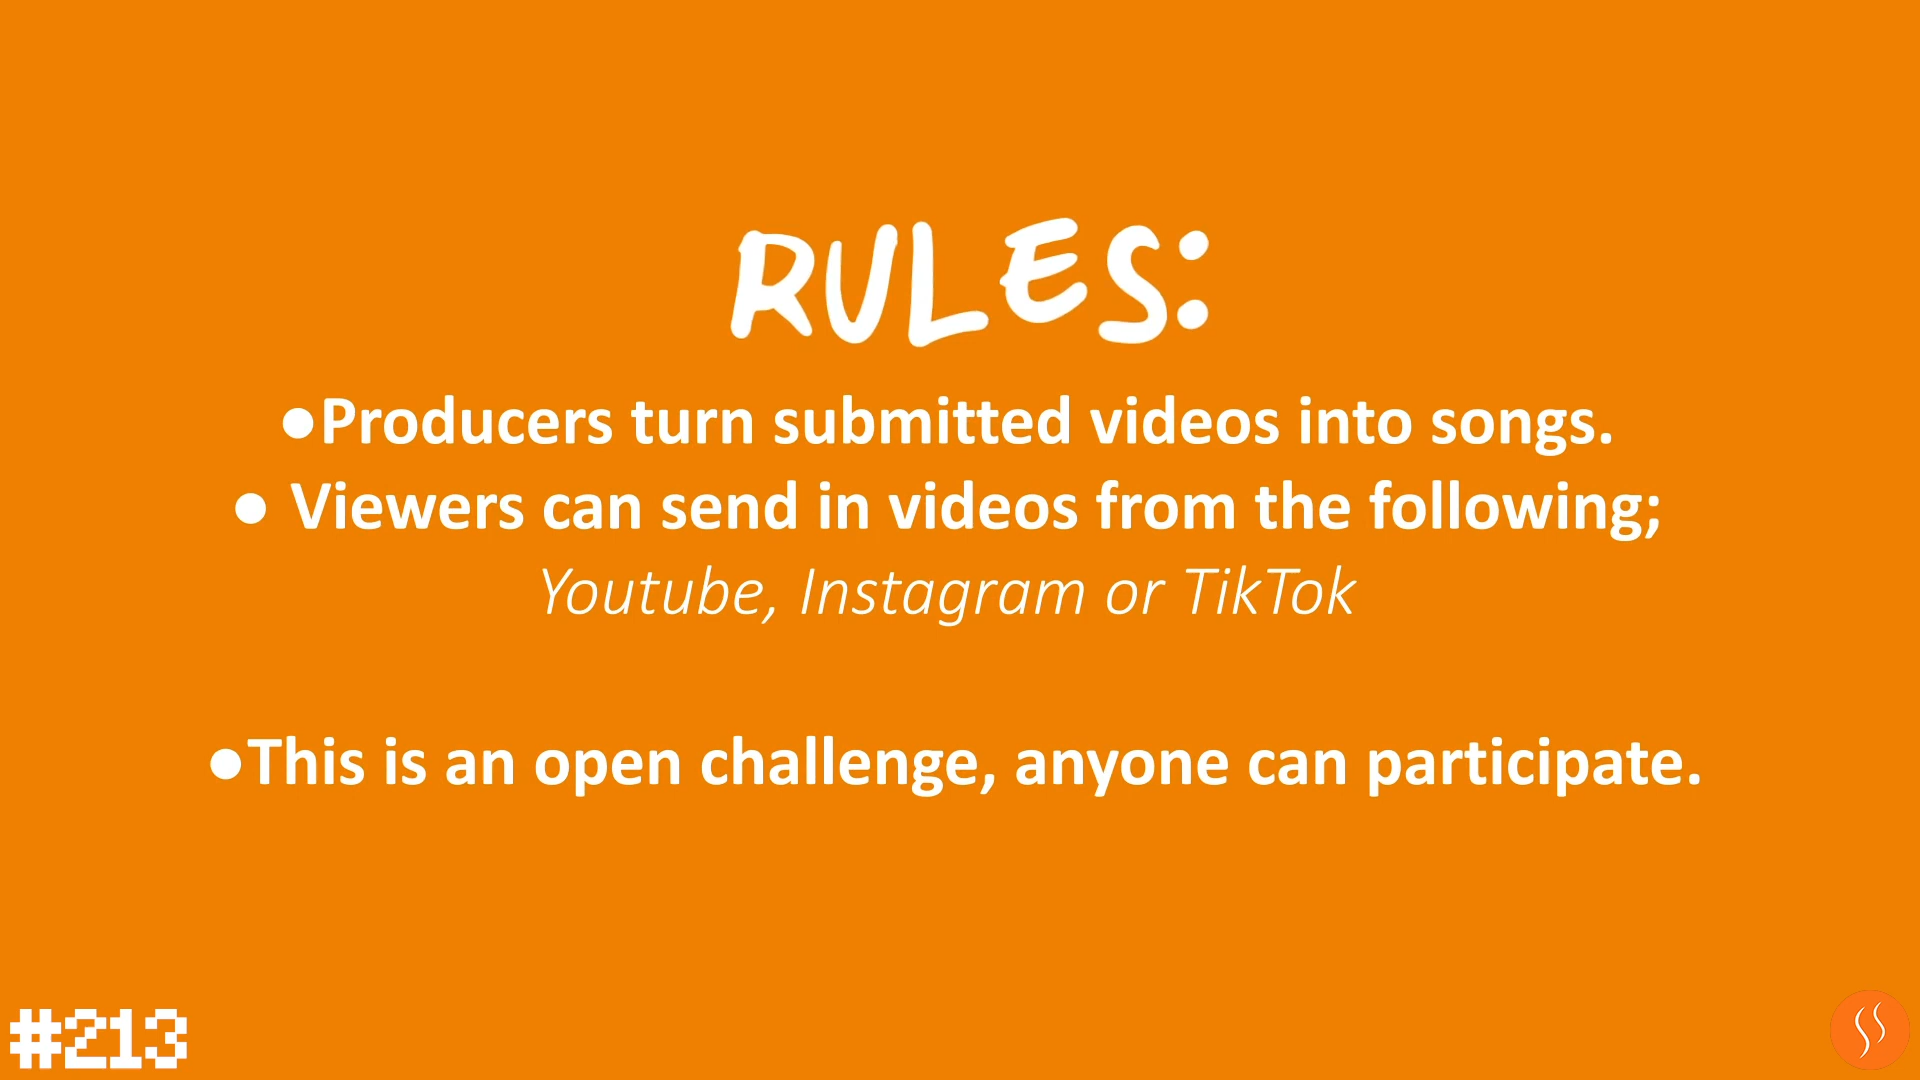 RULES:
●Producers turn submitted videos into songs.
● Viewers can send in videos from the following;
Youtube, Instagram or TikTok
●This is an open challenge, anyone can participate.
#213